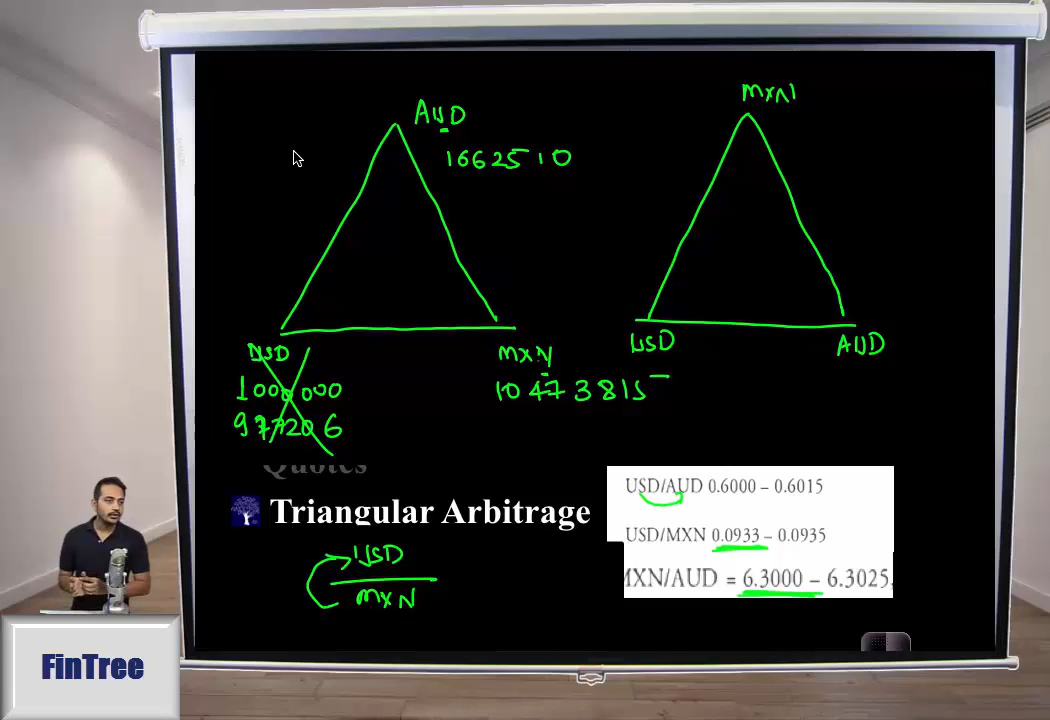 AUD
1662510
MXN
USD
1000000
977206
MXN
10473815
USD
AUD
Quotes
Triangular Arbitrage
USD
MXN
USD/AUD 0.6000 – 0.6015
USD/MXN 0.0933 – 0.0935
MXN/AUD = 6.3000 – 6.3025,
FinTree